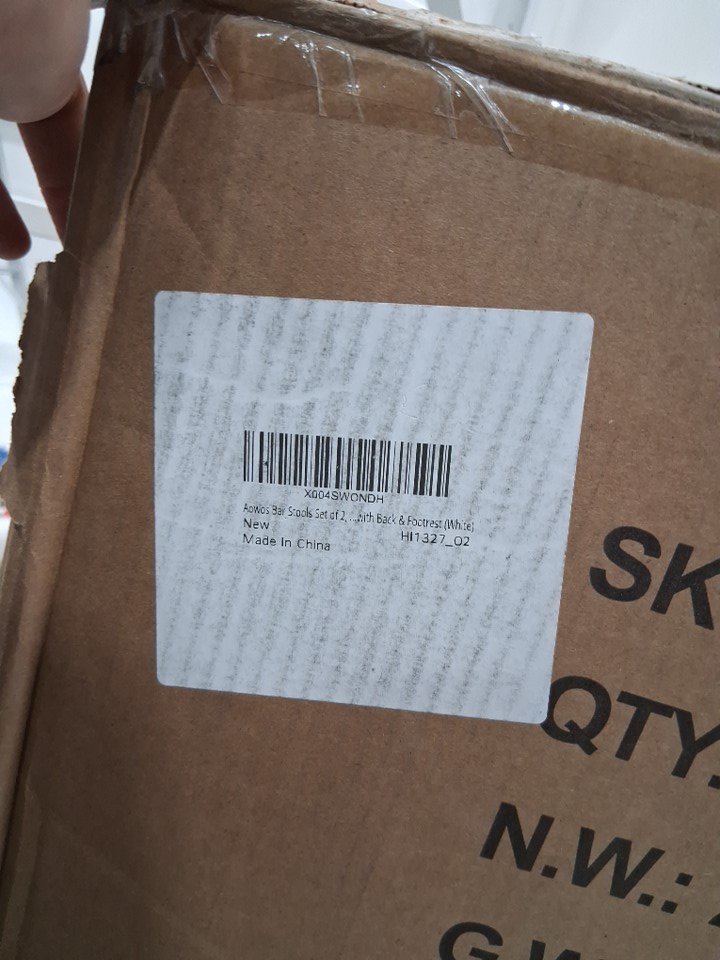 X004SWONDH
Aowos Bar Stools Set of 2, ...with Back & Footrest (White)
New
HI1327_02
Made In China
SK
QTY.
N.W.:
G.W